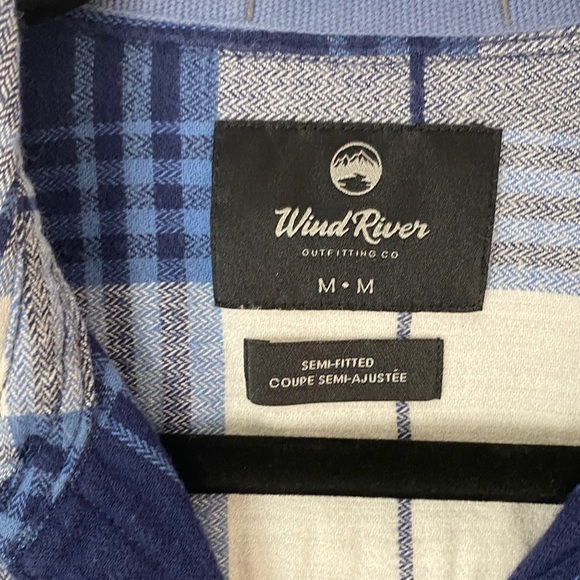 Wind River
OUTFITTING CO
M • M
SEMI-FITTED
COUPE SEMI-AJUSTÉE